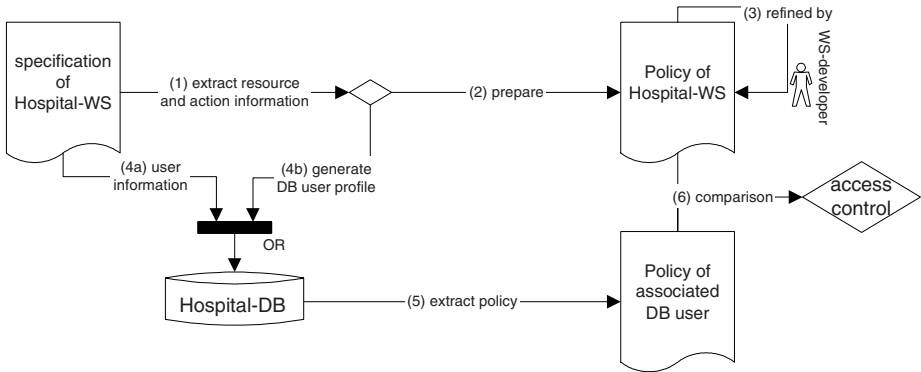 specification
of
Hospital-WS
(1) extract resource
and action information
(2) prepare
Policy of
Hospital-WS
(3) refined by
WS-developer
(4a) user
information
(4b) generate
DB user profile
OR
Hospital-DB
(5) extract policy
Policy of
associated
DB user
(6) comparison
access
control